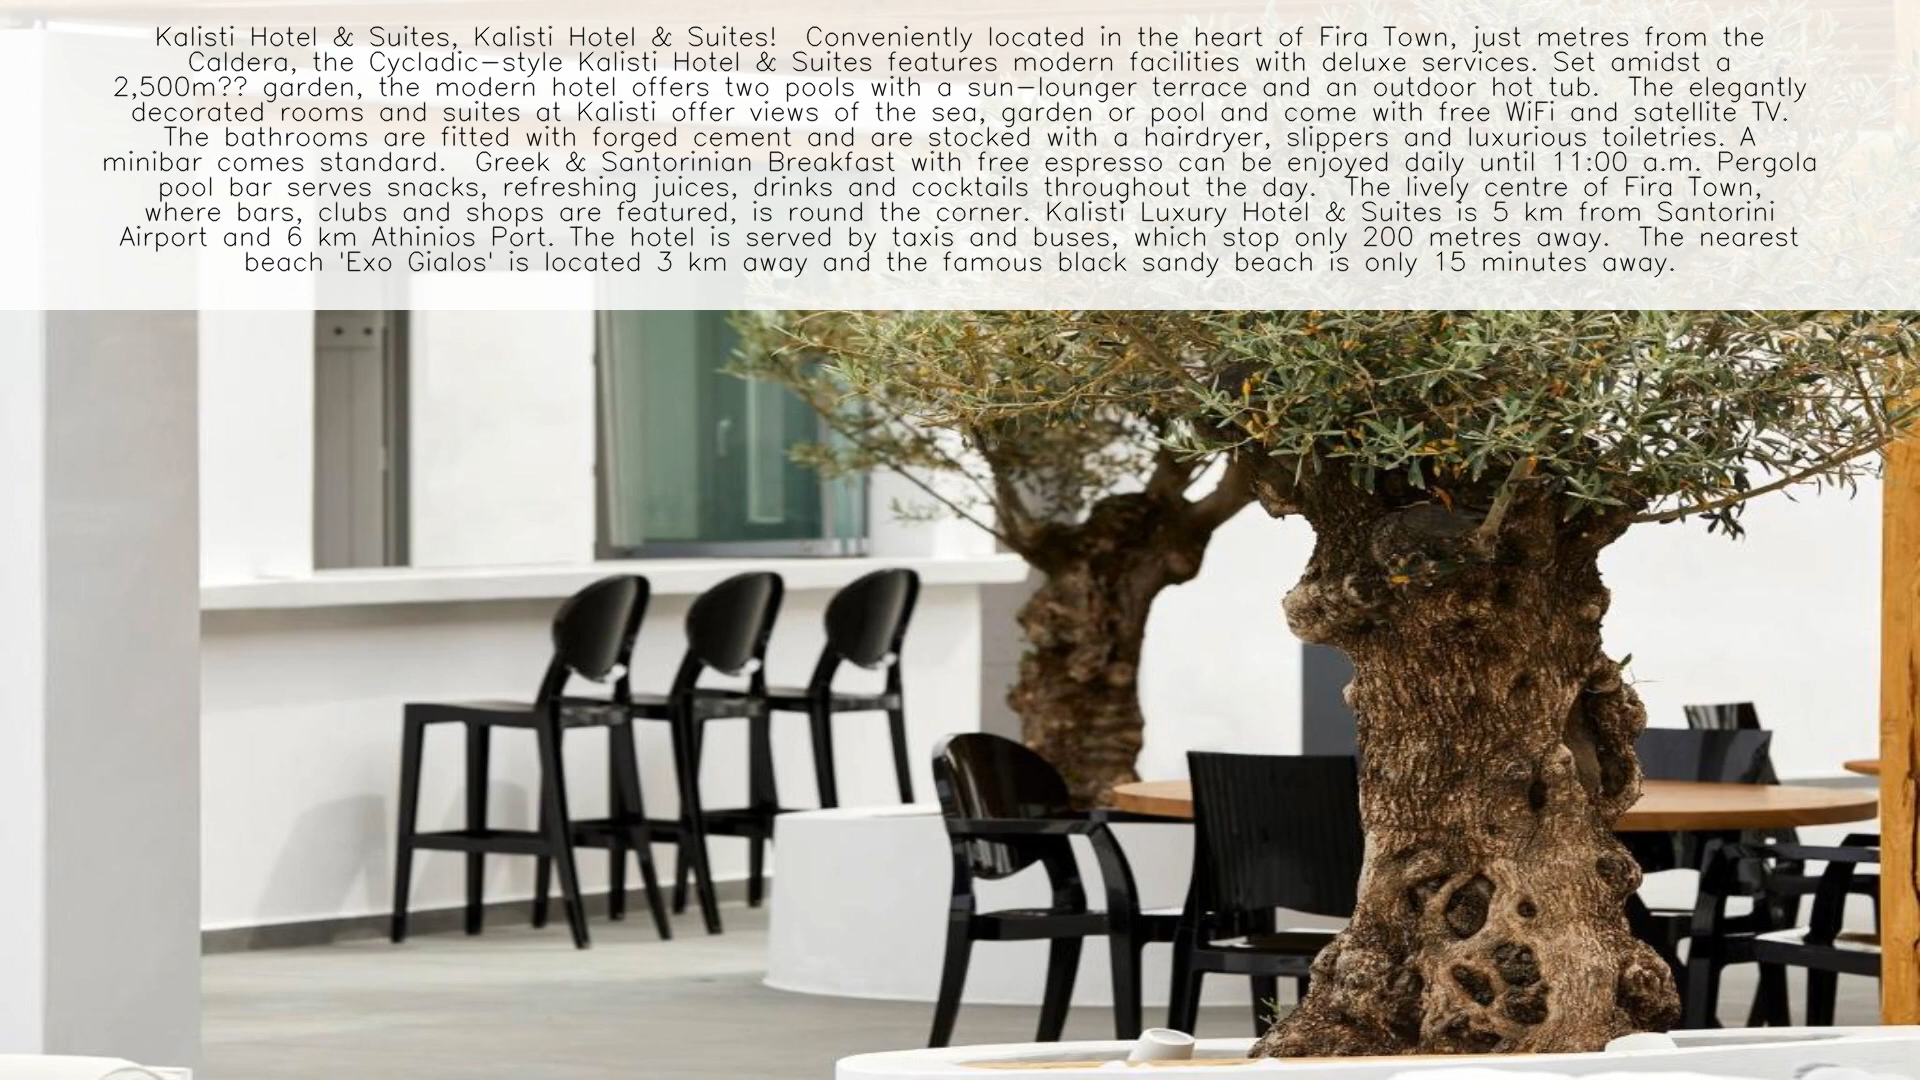 Kalisti Hotel & Suites, Kalisti Hotel & Suites!  Conveniently located in the heart of Fira Town, just metres from the
Caldera, the Cycladic-style Kalisti Hotel & Suites features modern facilities with deluxe services. Set amidst a
2,500m?? garden, the modern hotel offers two pools with a sun-lounger terrace and an outdoor hot tub.  The elegantly
decorated rooms and suites at Kalisti offer views of the sea, garden or pool and come with free WiFi and satellite TV.
The bathrooms are fitted with forged cement and are stocked with a hairdryer, slippers and luxurious toiletries. A
minibar comes standard.  Greek & Santorinian Breakfast with free espresso can be enjoyed daily until 11:00 a.m. Pergola
pool bar serves snacks, refreshing juices, drinks and cocktails throughout the day.  The lively centre of Fira Town,
where bars, clubs and shops are featured, is round the corner. Kalisti Luxury Hotel & Suites is 5 km from Santorini
Airport and 6 km Athinios Port. The hotel is served by taxis and buses, which stop only 200 metres away.  The nearest
beach 'Exo Gialos' is located 3 km away and the famous black sandy beach is only 15 minutes away.